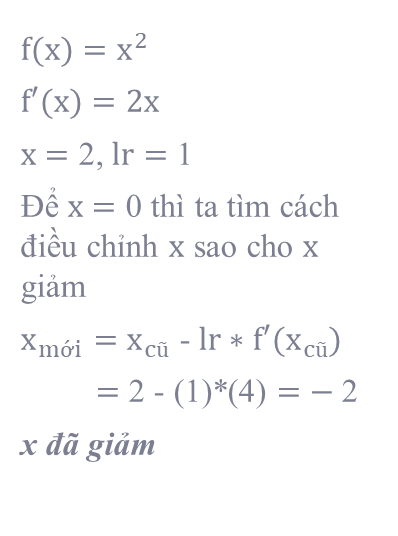 f(x) = x²
f′(x) = 2x
x = 2, lr = 1
Để x = 0 thì ta tìm cách
điều chỉnh x sao cho x
giảm
xmới = xcũ - lr ∗ f′(xcũ)
= 2 - (1)*(4) = − 2
x đã giảm